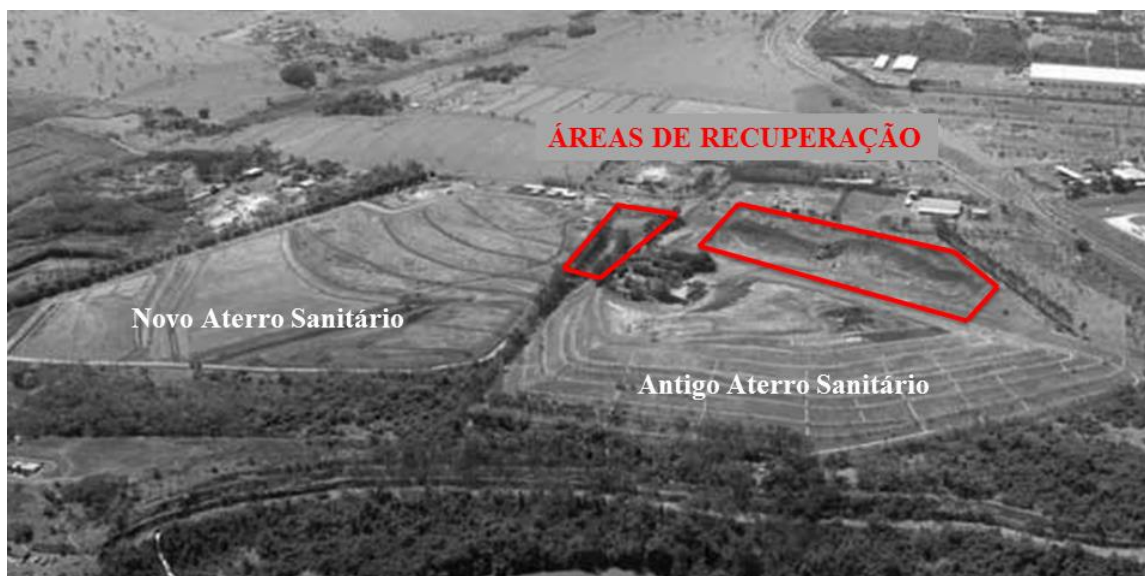 ÁREAS DE RECUPERAÇÃO
Novo Aterro Sanitário
Antigo Aterro Sanitário